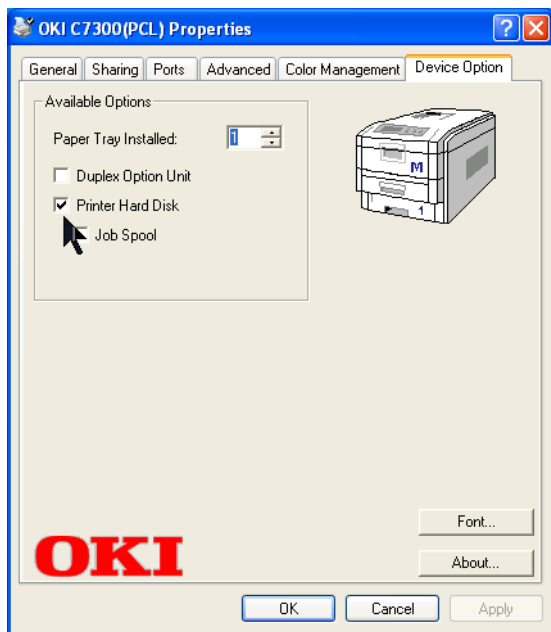 OKI C7300(PCL) Properties
General Sharing Ports Advanced Color Management Device Option
Available Options
Paper Tray Installed: 1
Duplex Option Unit
Printer Hard Disk
Job Spool
M
1
Font...
OKI
About...
OK Cancel Apply